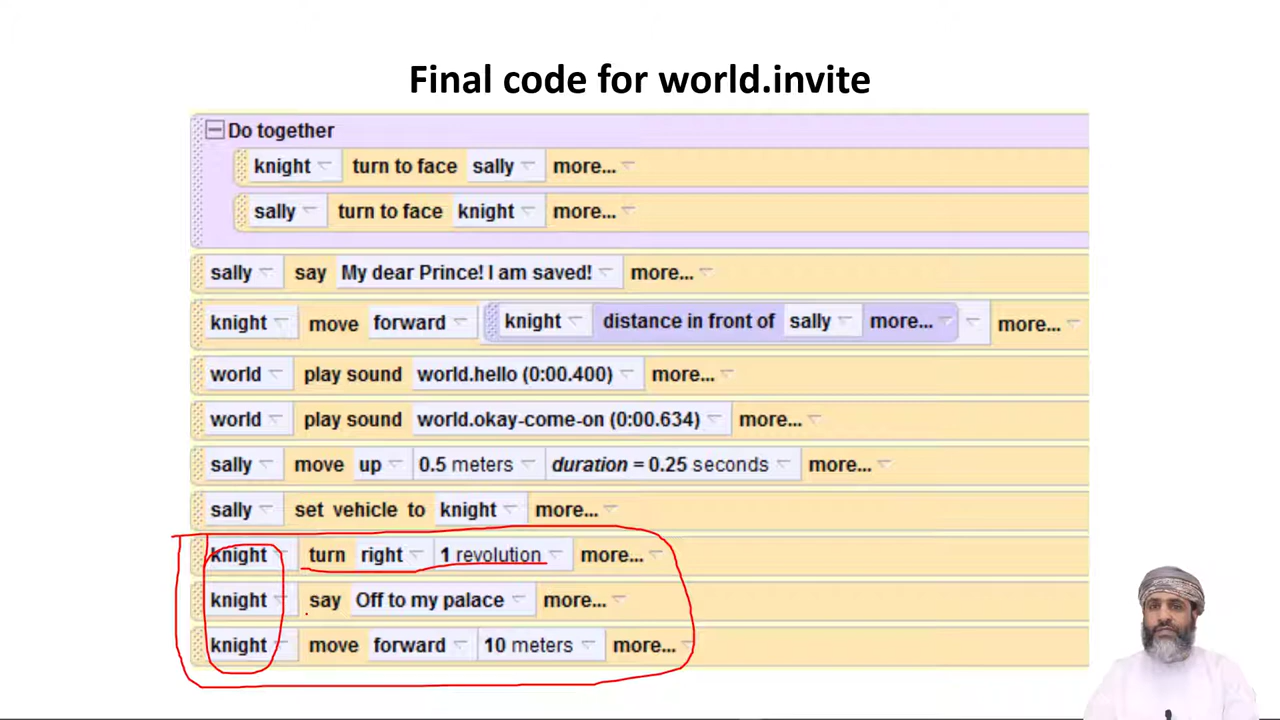 Final code for world.invite
Do together
knight turn to face sally more...
sally turn to face knight more...
sally say My dear Prince! I am saved! more...
knight move forward knight distance in front of sally more... more...
world play sound world.hello (0:00.400) more...
world play sound world.okay-come-on (0:00.634) more...
sally move up 0.5 meters duration = 0.25 seconds more...
sally set vehicle to knight more...
knight turn right 1 revolution more...
knight say Off to my palace more...
knight move forward 10 meters more...